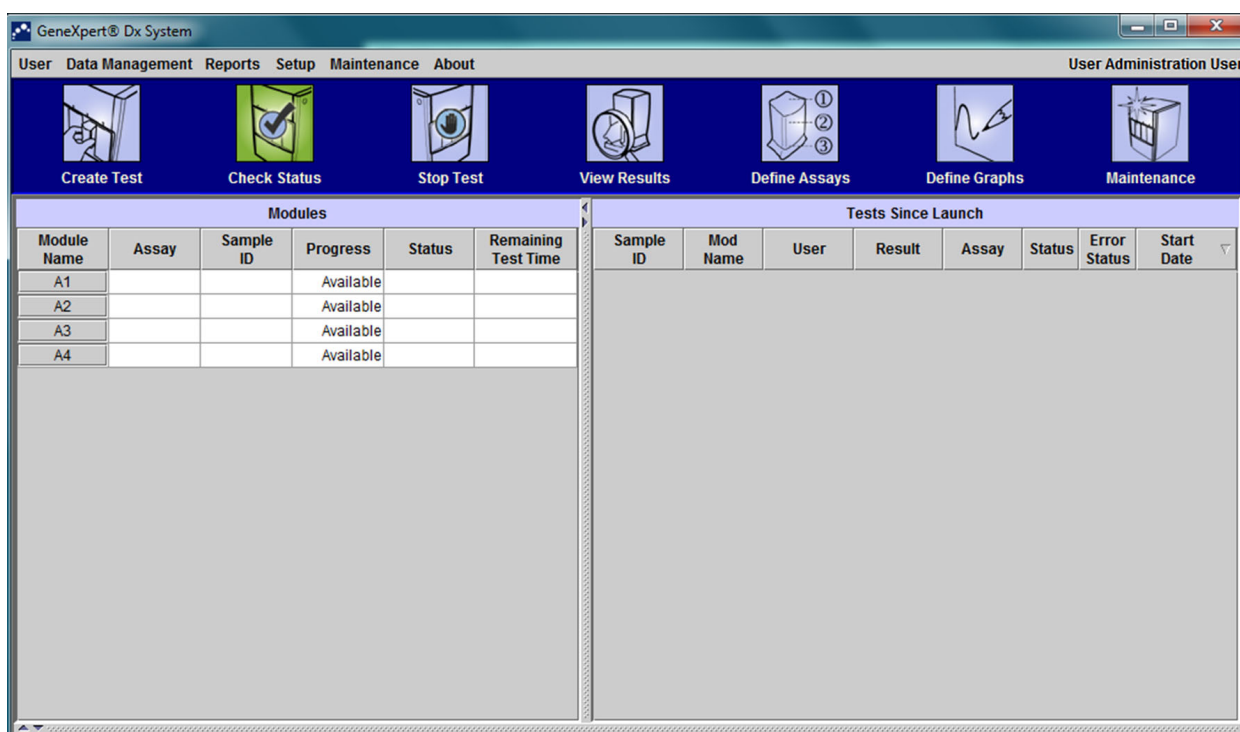 GeneXpert® Dx System
User Data Management Reports Setup Maintenance About User Administration User
Create Test Check Status Stop Test View Results Define Assays Define Graphs Maintenance
1
2
3
Modules
Module Name Assay Sample ID Progress Status Remaining Test Time
A1 Available
A2 Available
A3 Available
A4 Available
Tests Since Launch
Sample ID Mod Name User Result Assay Status Error Status Start Date